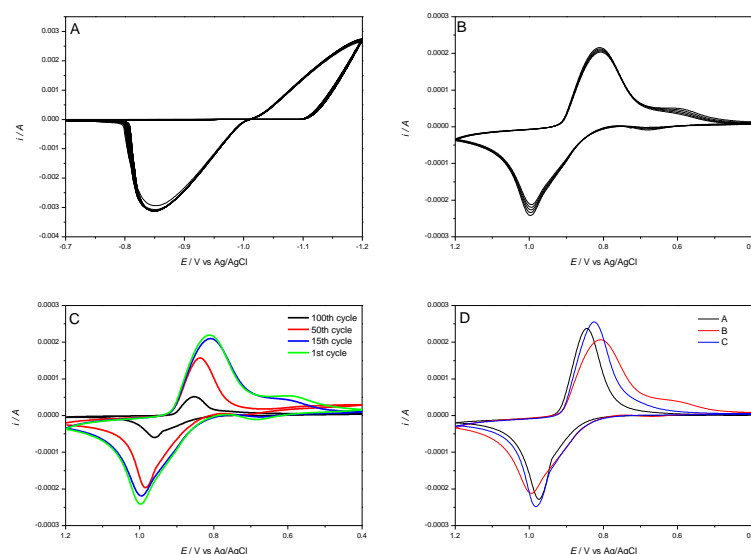 A
0.003
0.002
0.001
0.000
-0.001
-0.002
-0.003
-0.004
i / A
-0.7
-0.8
-0.9
-1.0
-1.1
-1.2
E / V vs Ag/AgCl
B
0.0003
0.0002
0.0001
0.0000
-0.0001
-0.0002
-0.0003
i / A
1.2
1.0
0.8
0.6
0.4
E / V vs Ag/AgCl
C
100th cycle
50th cycle
15th cycle
1st cycle
0.0003
0.0002
0.0001
0.0000
-0.0001
-0.0002
-0.0003
i / A
1.2
1.0
0.8
0.6
0.4
E / V vs Ag/AgCl
D
A
B
C
0.0003
0.0002
0.0001
0.0000
-0.0001
-0.0002
-0.0003
i / A
1.2
1.0
0.8
0.6
E / V vs Ag/AgCl